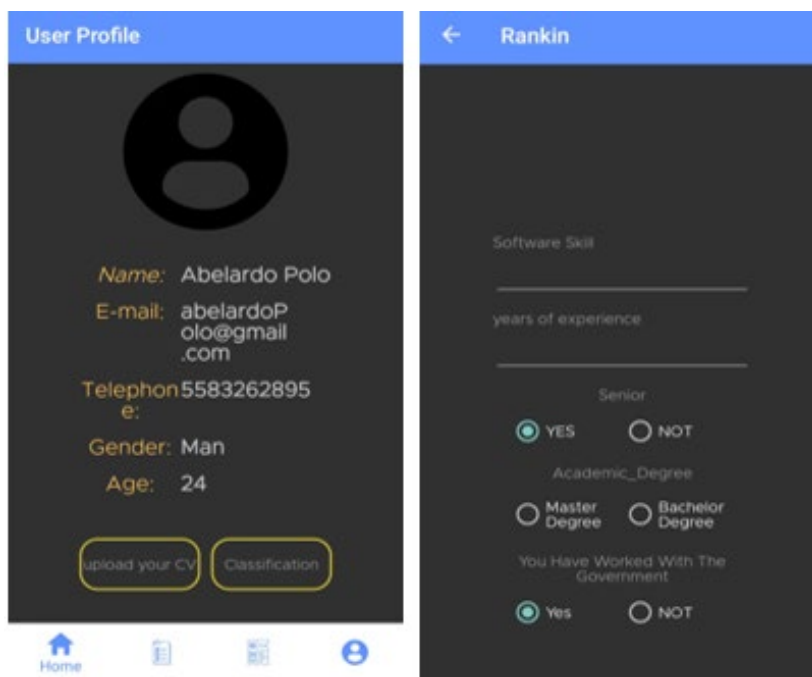 User Profile
Name: Abelardo Polo
E-mail: abelardoP
olo@gmail
.com
Telephon 5583262895
e:
Gender: Man
Age: 24
upload your CV
Classification
Home
Rankin
Software Skill
years of experience
Senior
YES NOT
Academic_Degree
Master Bachelor
Degree Degree
You Have Worked With The
Government
Yes NOT